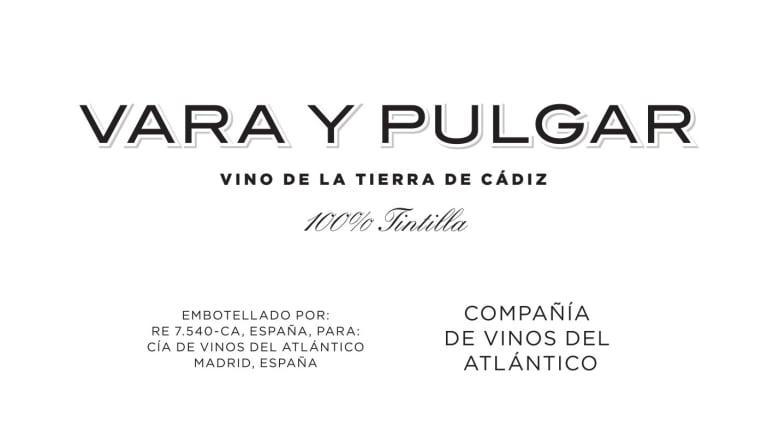 VARA Y PULGAR
VINO DE LA TIERRA DE CÁDIZ
100% Tintilla
EMBOTELLADO POR:
RE 7.540-CA, ESPAÑA, PARA:
CÍA DE VINOS DEL ATLÁNTICO
MADRID, ESPAÑA
COMPAÑÍA
DE VINOS DEL
ATLÁNTICO